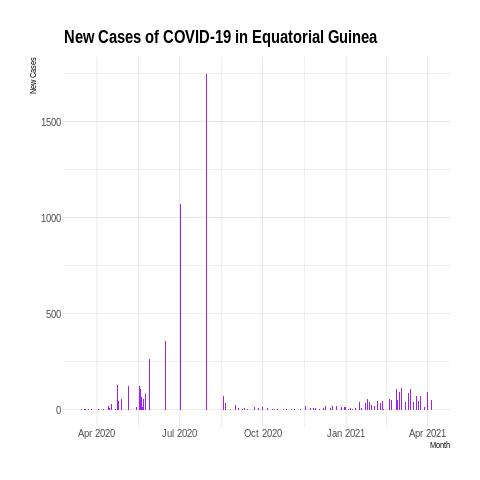 New Cases of COVID-19 in Equatorial Guinea
New Cases
1500
1000
500
0
Apr 2020 Jul 2020 Oct 2020 Jan 2021 Apr 2021
Month